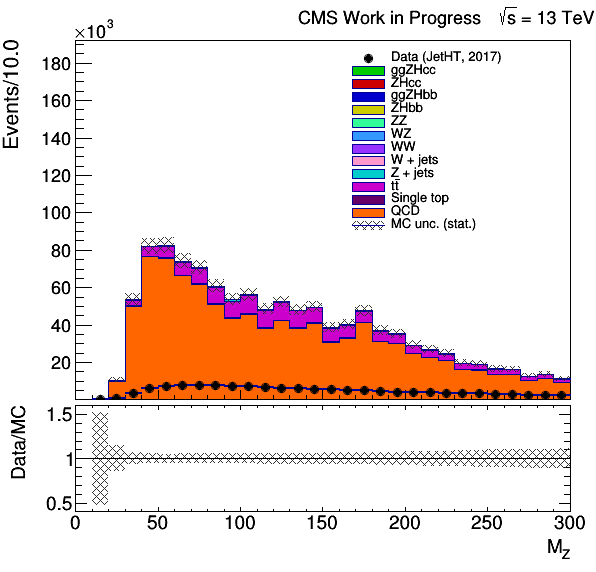 CMS Work in Progress √s = 13 TeV
×10³
Events/10.0
180
160
140
120
100
80
60
40
20
Data (JetHT, 2017)
ggZHcc
ZHcc
ggZHbb
ZHbb
ZZ
WZ
WW
W + jets
Z + jets
tt̄
Single top
QCD
MC unc. (stat.)
Data/MC
1.5
1
0.5
0 50 100 150 200 250 300
M_Z